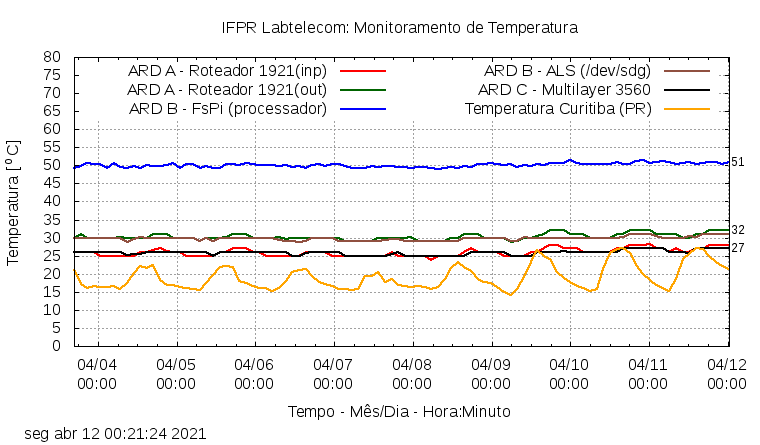 IFPR Labtelecom: Monitoramento de Temperatura
ARD A - Roteador 1921(inp)
ARD A - Roteador 1921(out)
ARD B - FsPi (processador)
ARD B - ALS (/dev/sdg)
ARD C - Multilayer 3560
Temperatura Curitiba (PR)
Temperatura [ºC]
80
75
70
65
60
55
50
45
40
35
30
25
20
15
10
5
0
51
32
27
04/04 04/05 04/06 04/07 04/08 04/09 04/10 04/11 04/12
00:00 00:00 00:00 00:00 00:00 00:00 00:00 00:00 00:00
Tempo - Mês/Dia - Hora:Minuto
seg abr 12 00:21:24 2021